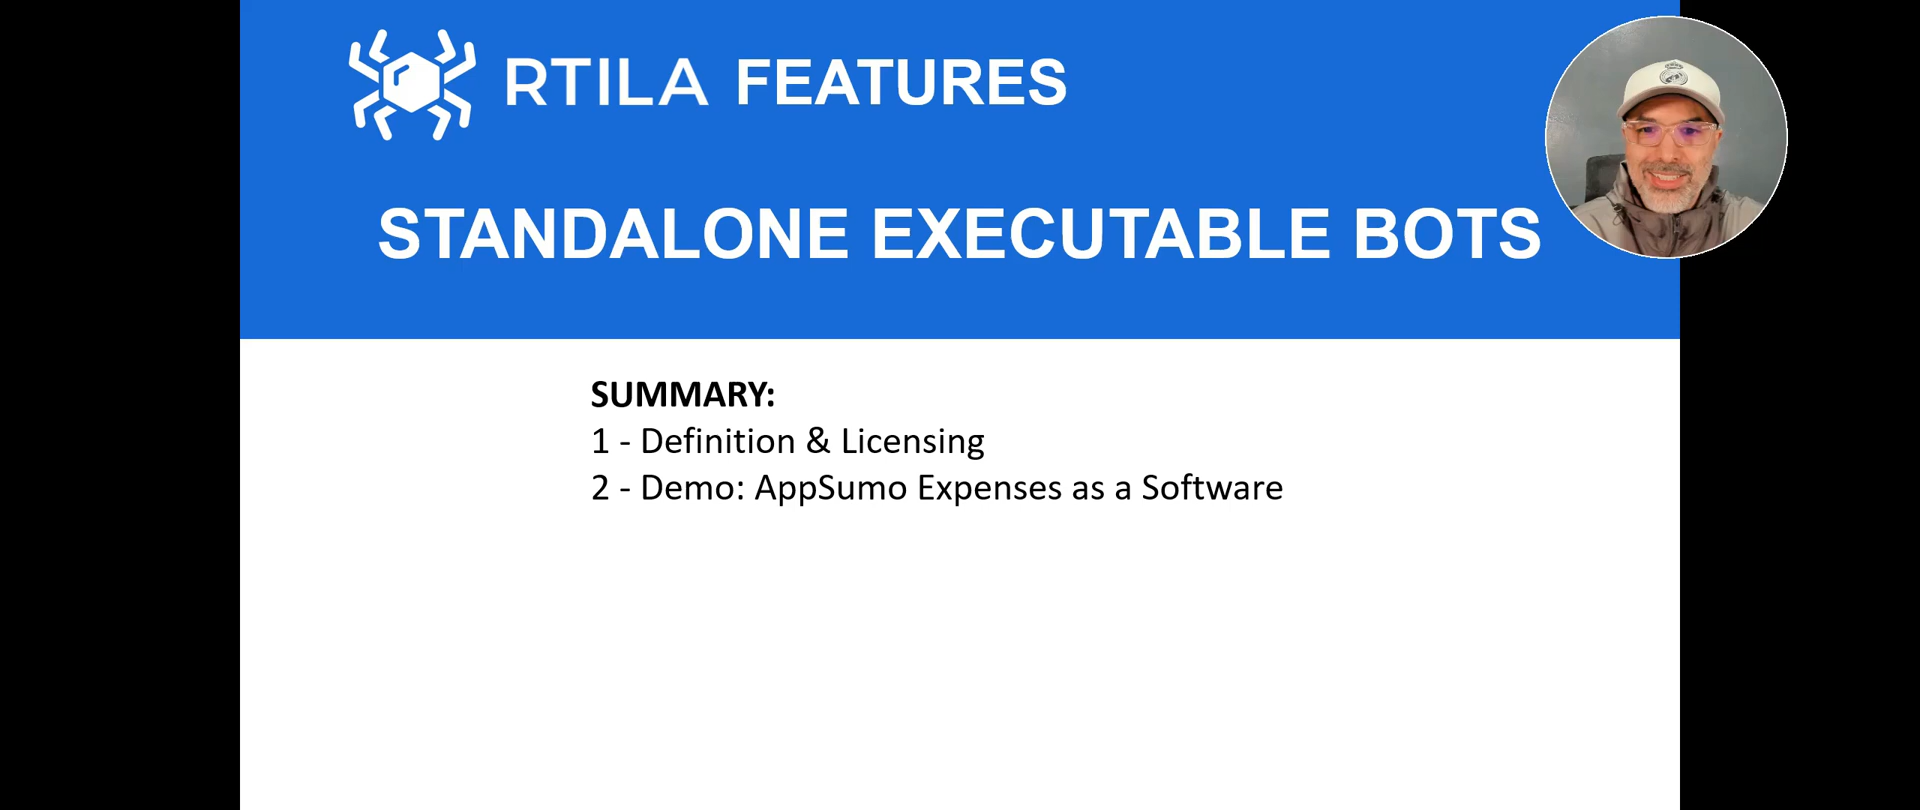 RTILA FEATURES
STANDALONE EXECUTABLE BOTS
SUMMARY:
1 - Definition & Licensing
2 - Demo: AppSumo Expenses as a Software